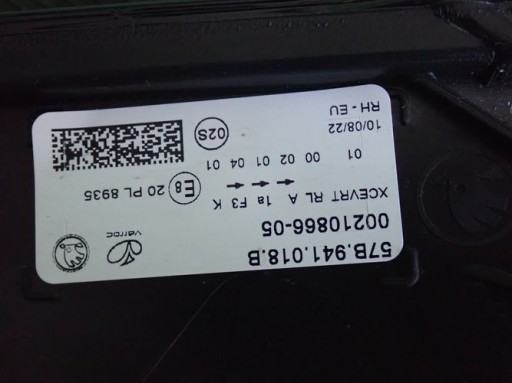 57B.941.018.B
00210866-05
varroc
XCEVRT RL A 1a F3 K
E8 20 PL 8935
01 00 02 01 04 01
10/08/22
02S
RH - EU